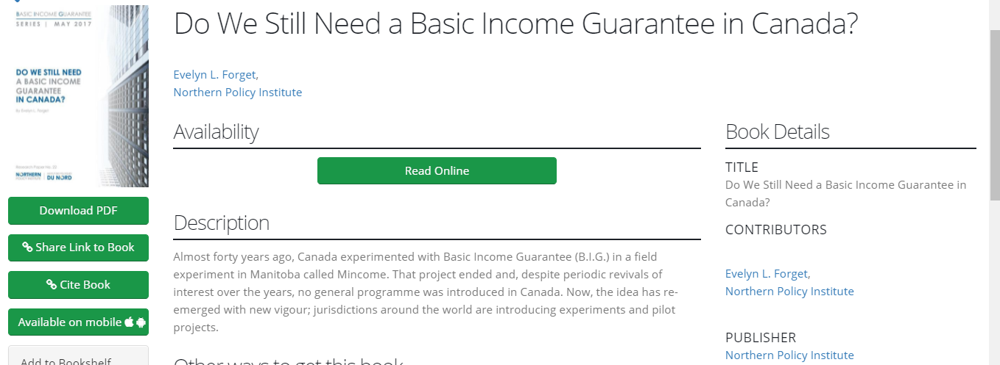 BASIC INCOME GUARANTEE
SERIES | MAY 2017
DO WE STILL NEED
A BASIC INCOME
GUARANTEE
IN CANADA?
By Evelyn L. Forget
Research Paper No. 22
NORTHERN
DU NORD
Download PDF
Share Link to Book
Cite Book
Available on mobile
Add to Bookshelf
Do We Still Need a Basic Income Guarantee in Canada?
Evelyn L. Forget,
Northern Policy Institute
Availability
Read Online
Description
Almost forty years ago, Canada experimented with Basic Income Guarantee (B.I.G.) in a field
experiment in Manitoba called Mincome. That project ended and, despite periodic revivals of
interest over the years, no general programme was introduced in Canada. Now, the idea has re-
emerged with new vigour; jurisdictions around the world are introducing experiments and pilot
projects.
Other ways to get this book
Book Details
TITLE
Do We Still Need a Basic Income Guarantee in
Canada?
CONTRIBUTORS
Evelyn L. Forget,
Northern Policy Institute
PUBLISHER
Northern Policy Institute